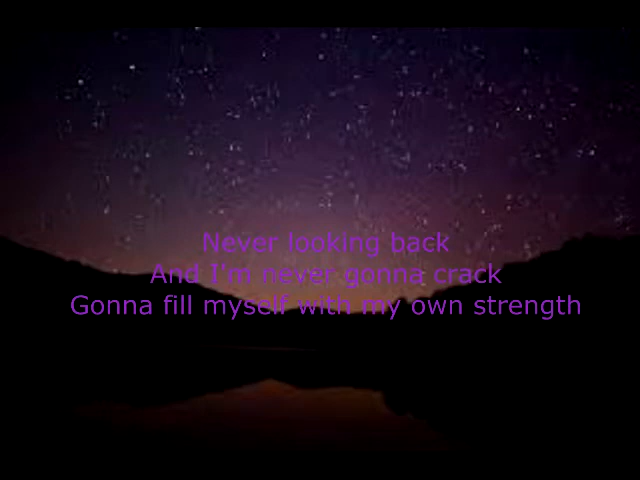 Never looking back
And I'm never gonna crack
Gonna fill myself with my own strength